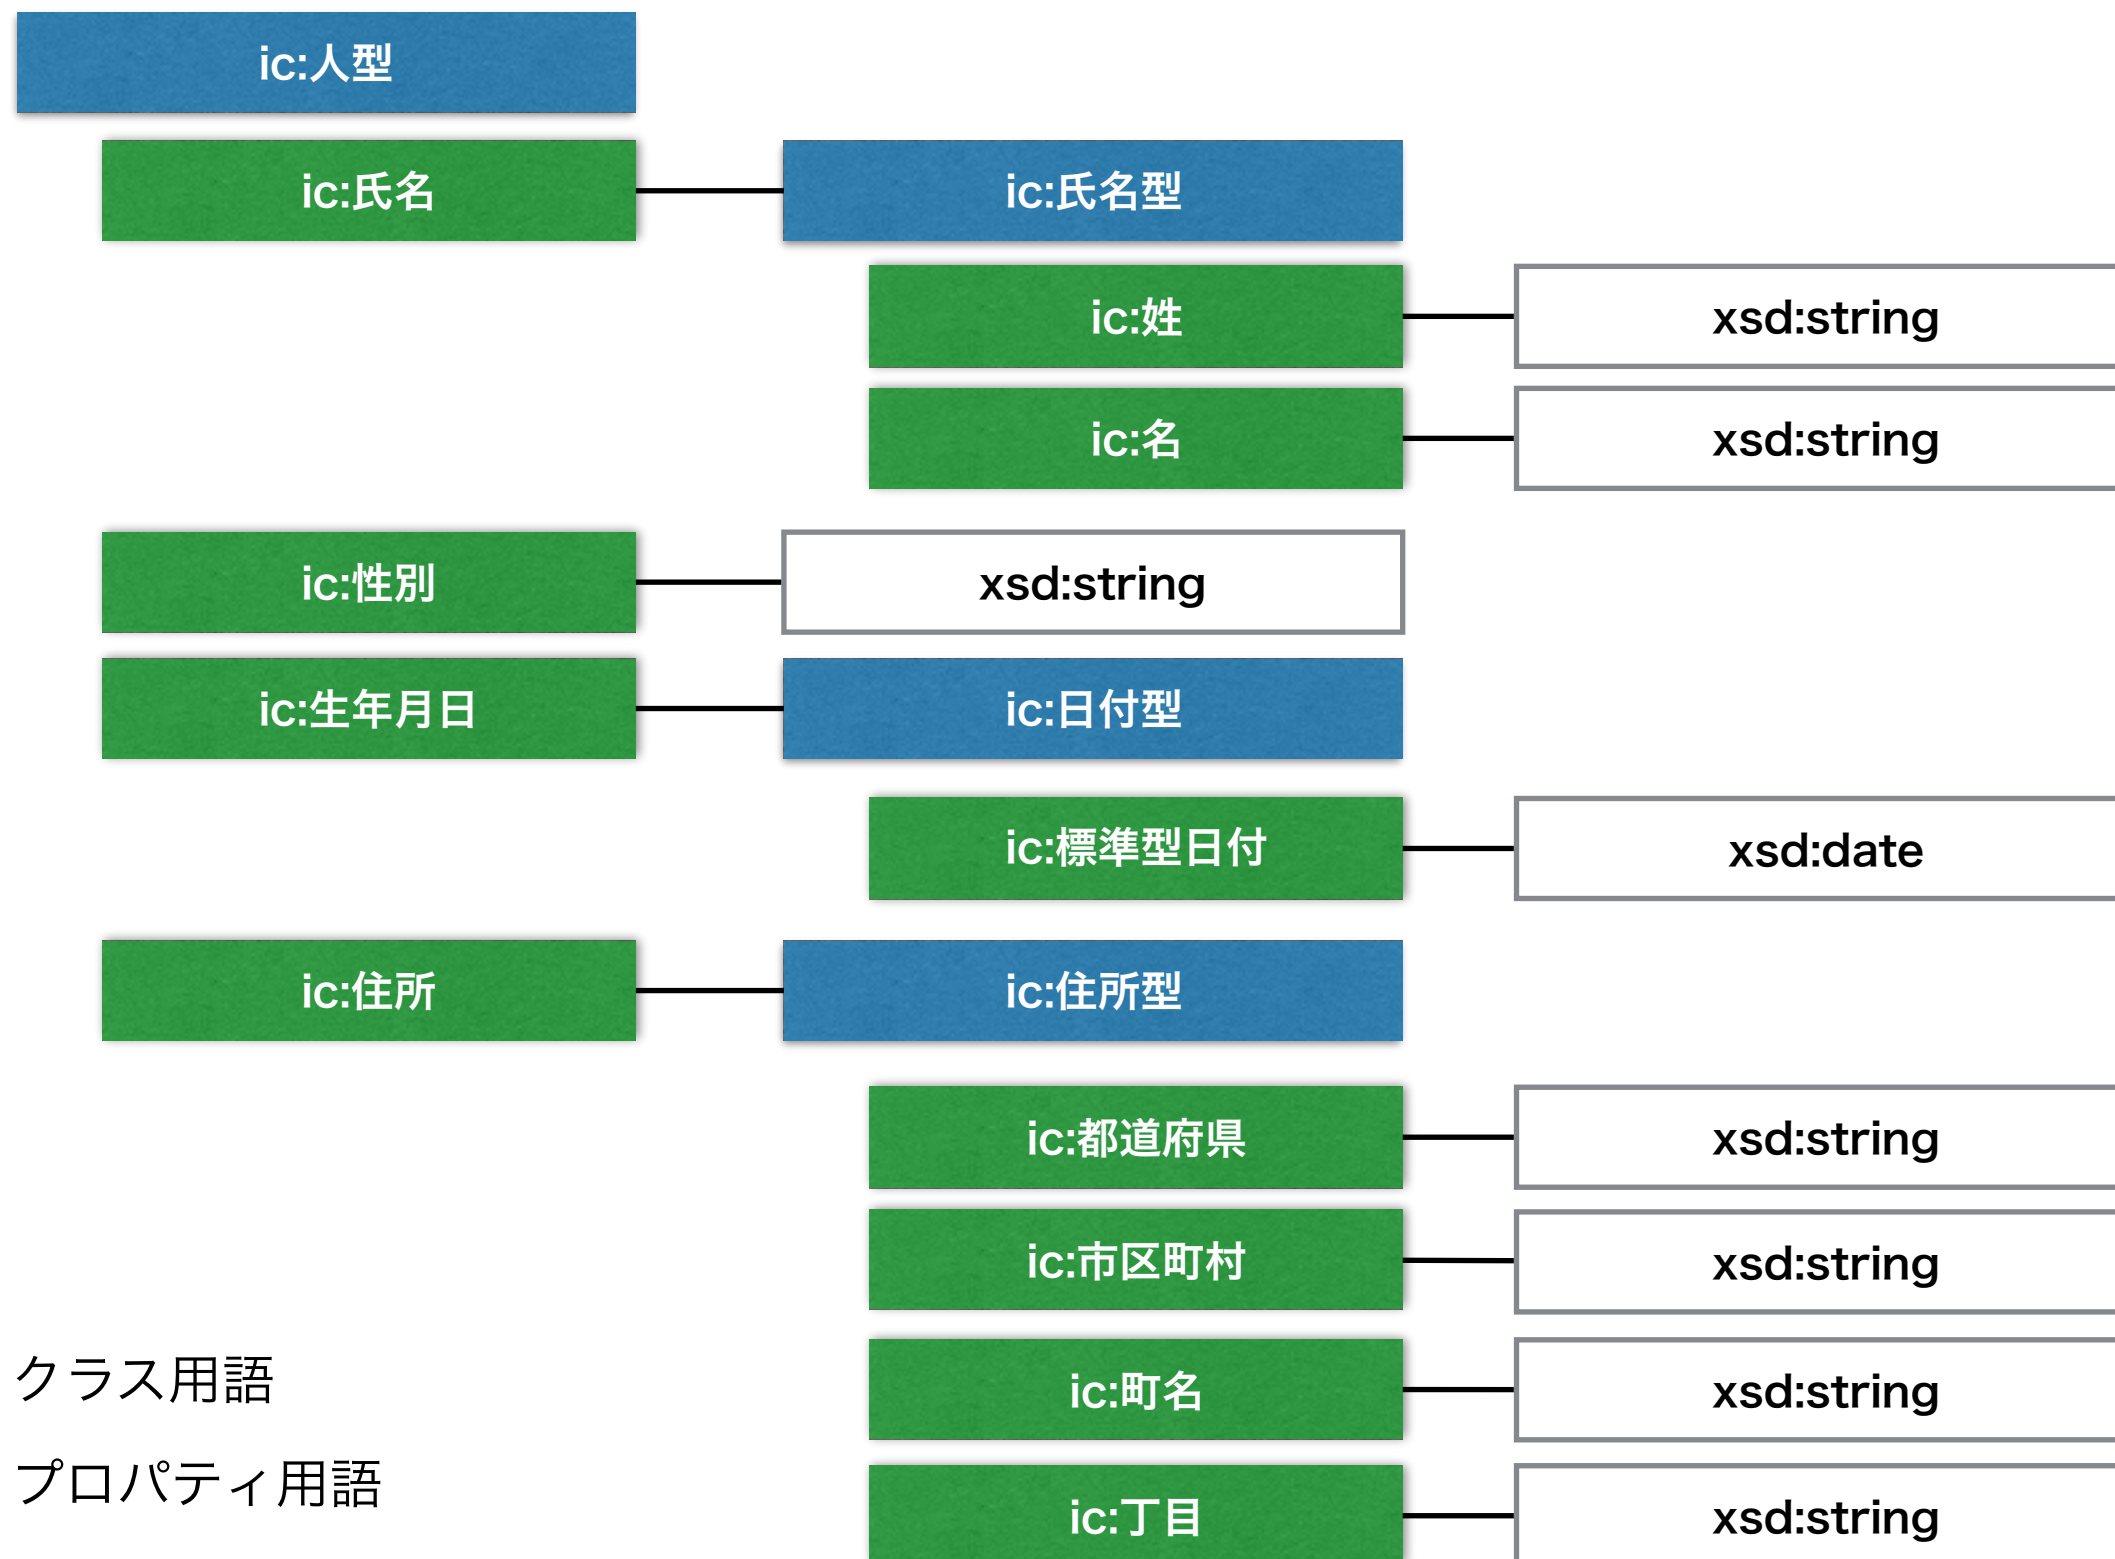 ic:人型
ic:氏名 ic:氏名型
ic:姓 xsd:string
ic:名 xsd:string
ic:性別 xsd:string
ic:生年月日 ic:日付型
ic:標準型日付 xsd:date
ic:住所 ic:住所型
ic:都道府県 xsd:string
ic:市区町村 xsd:string
ic:町名 xsd:string
ic:丁目 xsd:string
クラス用語
プロパティ用語